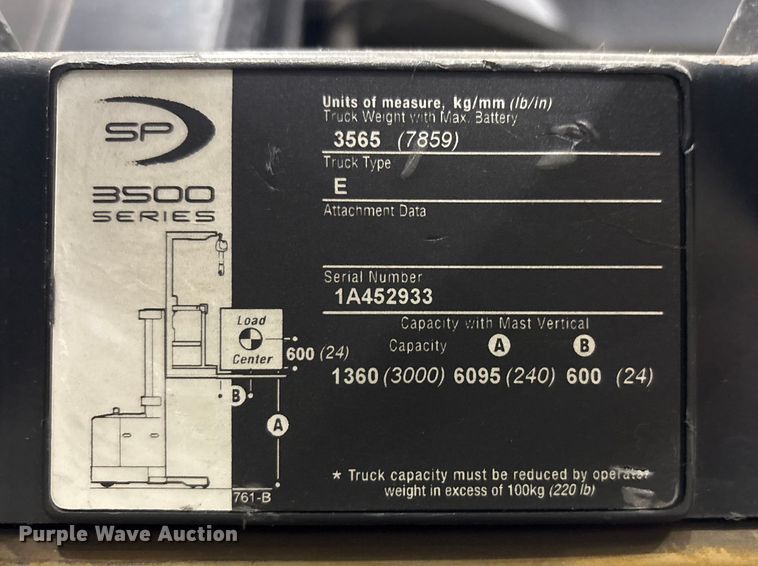 SP
3500
SERIES
Units of measure, kg/mm (lb/in)
Truck Weight with Max. Battery
3565 (7859)
Truck Type
E
Attachment Data
Serial Number
1A452933
Capacity with Mast Vertical
Capacity A B
1360 (3000) 6095 (240) 600 (24)
Load
Center
600 (24)
B
A
761-B
* Truck capacity must be reduced by operator
weight in excess of 100kg (220 lb)
Purple Wave Auction